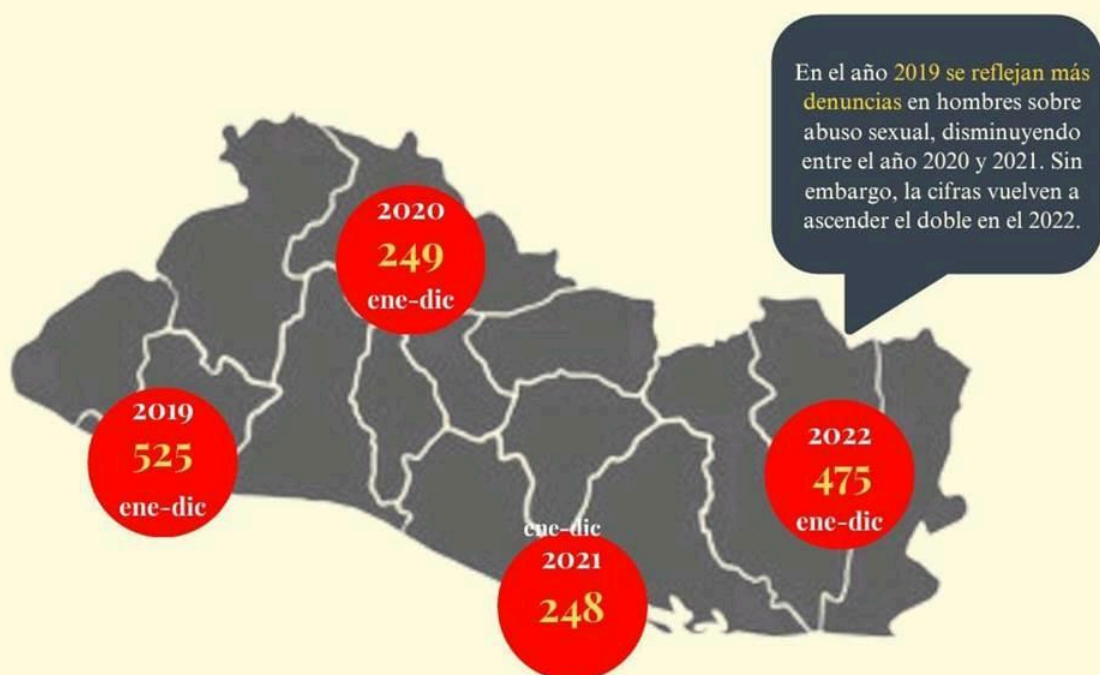 En el año 2019 se reflejan más
denuncias en hombres sobre
abuso sexual, disminuyendo
entre el año 2020 y 2021. Sin
embargo, la cifras vuelven a
ascender el doble en el 2022.
2020
249
ene-dic
2019
525
ene-dic
2022
475
ene-dic
ene-dic
2021
248